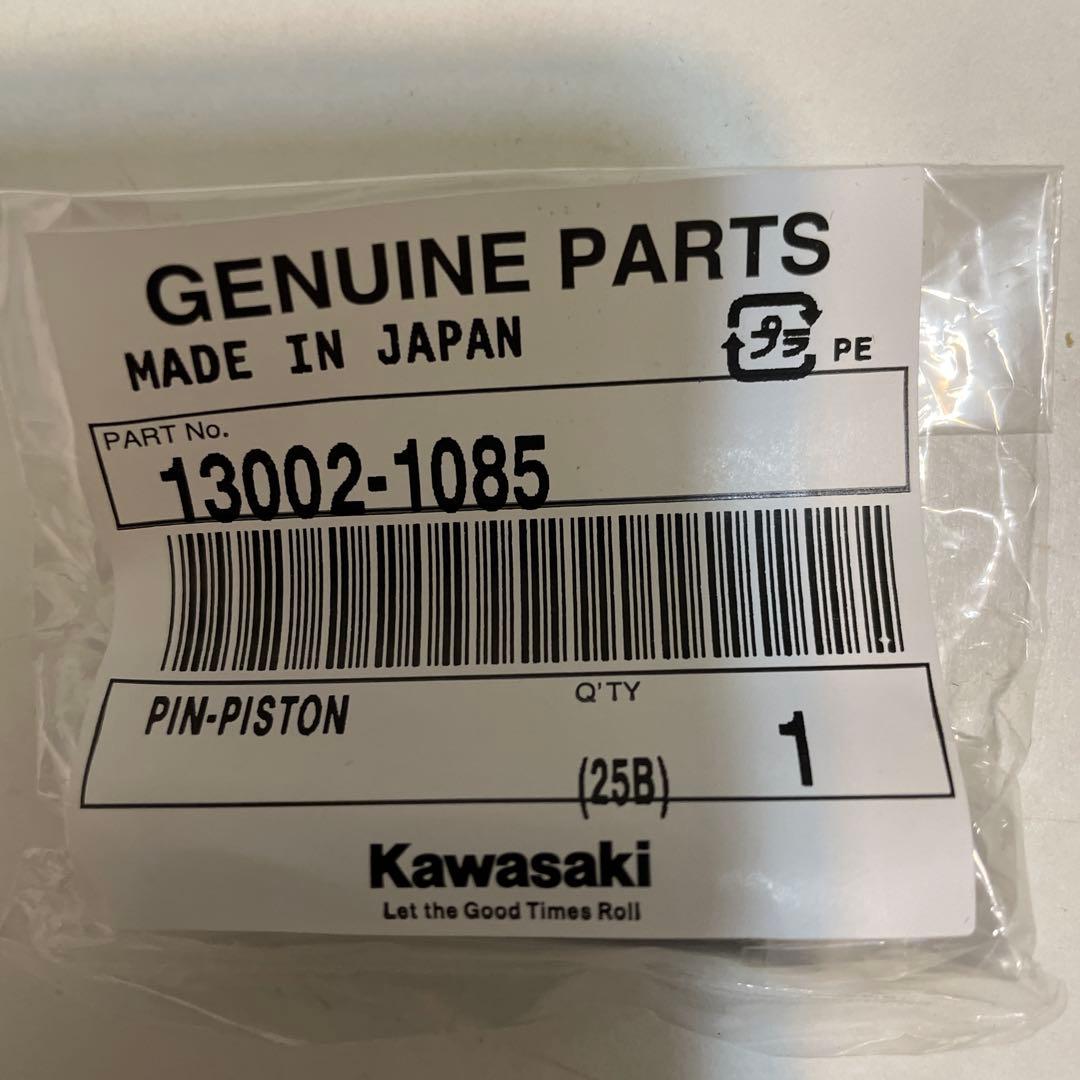 GENUINE PARTS
MADE IN JAPAN
プラ PE
PART No.
13002-1085
PIN-PISTON
Q'TY
1
(25B)
Kawasaki
Let the Good Times Roll